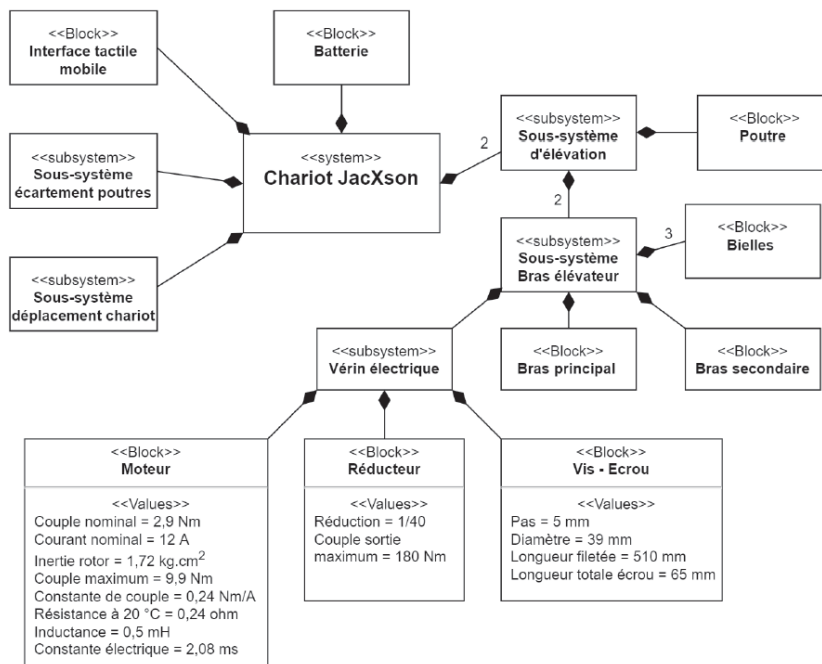 <<Block>>
Interface tactile
mobile
<<Block>>
Batterie
<<subsystem>>
Sous-système
d'élévation
<<Block>>
Poutre
<<subsystem>>
Sous-système
écartement poutres
<<system>>
Chariot JacXson
2
2
<<subsystem>>
Sous-système
Bras élévateur
3
<<Block>>
Bielles
<<subsystem>>
Sous-système
déplacement chariot
<<subsystem>>
Vérin électrique
<<Block>>
Bras principal
<<Block>>
Bras secondaire
<<Block>>
Moteur
<<Values>>
Couple nominal = 2,9 Nm
Courant nominal = 12 A
Inertie rotor = 1,72 kg.cm²
Couple maximum = 9,9 Nm
Constante de couple = 0,24 Nm/A
Résistance à 20 °C = 0,24 ohm
Inductance = 0,5 mH
Constante électrique = 2,08 ms
<<Block>>
Réducteur
<<Values>>
Réduction = 1/40
Couple sortie
maximum = 180 Nm
<<Block>>
Vis - Ecrou
<<Values>>
Pas = 5 mm
Diamètre = 39 mm
Longueur filetée = 510 mm
Longueur totale écrou = 65 mm